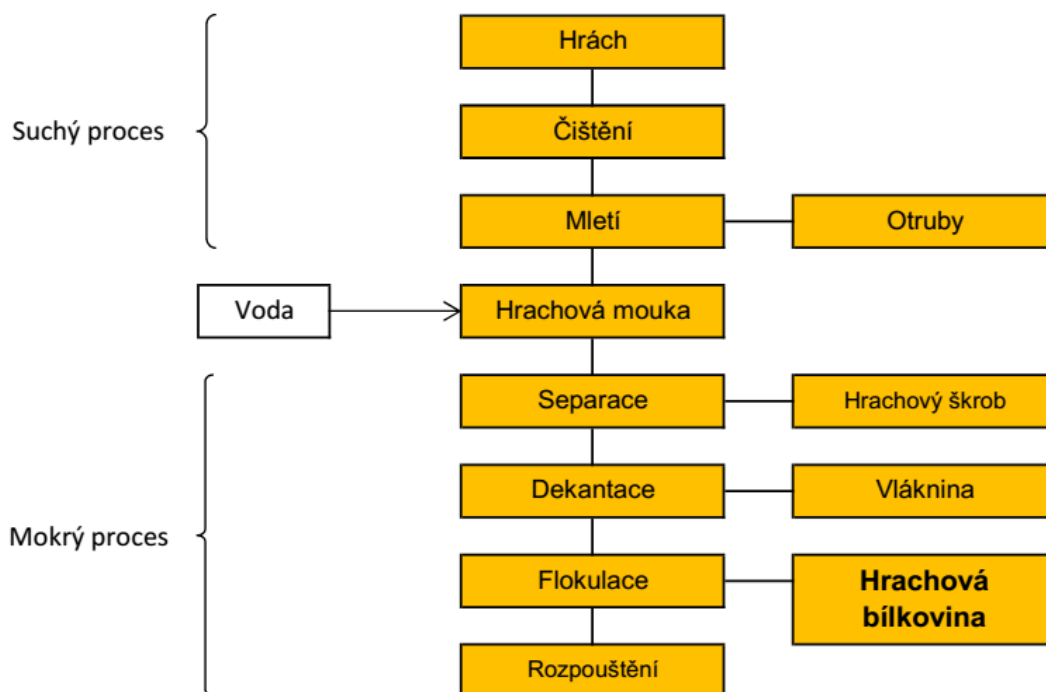 Hrách
Suchý proces
Čištění
Mletí
Otruby
Voda
Hrachová mouka
Separace
Hrachový škrob
Dekantace
Vláknina
Mokrý proces
Flokulace
Hrachová
bílkovina
Rozpouštění